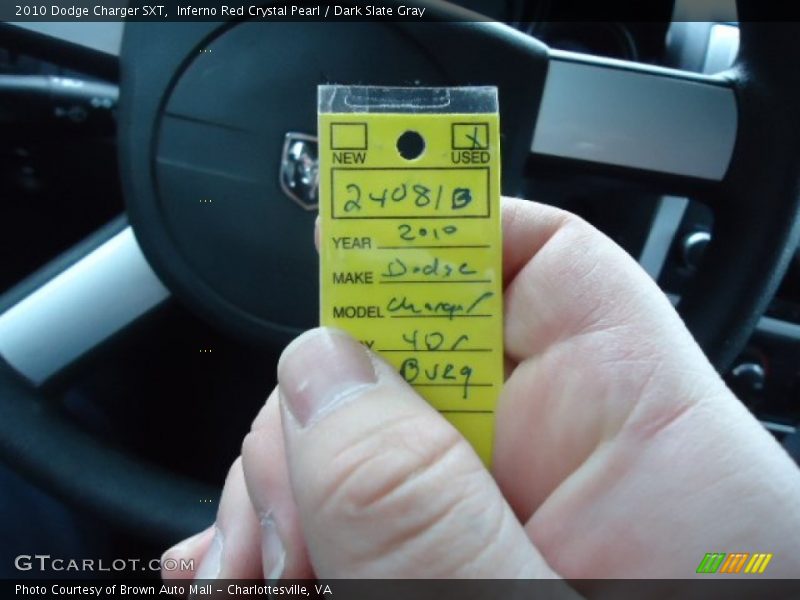 2010 Dodge Charger SXT,  Inferno Red Crystal Pearl / Dark Slate Gray
X
NEW USED
24081B
YEAR 2010
MAKE Dodge
MODEL Charger
Y 4Dr
GTCARLOT.COM
Photo Courtesy of Brown Auto Mall - Charlottesville, VA